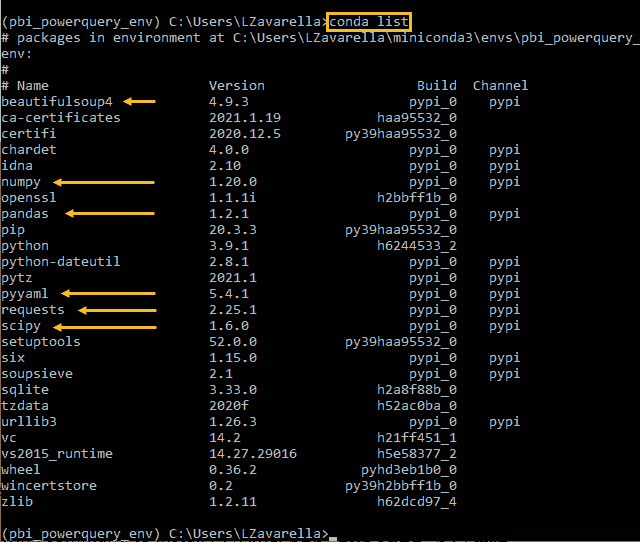 (pbi_powerquery_env) C:\Users\LZavarella>conda list
# packages in environment at C:\Users\LZavarella\miniconda3\envs\pbi_powerquery_
env:
#
# Name Version Build Channel
beautifulsoup4 4.9.3 pypi_0 pypi
ca-certificates 2021.1.19 haa95532_0
certifi 2020.12.5 py39haa95532_0
chardet 4.0.0 pypi_0 pypi
idna 2.10 pypi_0 pypi
numpy 1.20.0 pypi_0 pypi
openssl 1.1.1i h2bbff1b_0
pandas 1.2.1 pypi_0 pypi
pip 20.3.3 py39haa95532_0
python 3.9.1 h6244533_2
python-dateutil 2.8.1 pypi_0 pypi
pytz 2021.1 pypi_0 pypi
pyyaml 5.4.1 pypi_0 pypi
requests 2.25.1 pypi_0 pypi
scipy 1.6.0 pypi_0 pypi
setuptools 52.0.0 py39haa95532_0
six 1.15.0 pypi_0 pypi
soupsieve 2.1 pypi_0 pypi
sqlite 3.33.0 h2a8f88b_0
tzdata 2020f h52ac0ba_0
urllib3 1.26.3 pypi_0 pypi
vc 14.2 h21ff451_1
vs2015_runtime 14.27.29016 h5e58377_2
wheel 0.36.2 pyhd3eb1b0_0
wincertstore 0.2 py39h2bbff1b_0
zlib 1.2.11 h62dcd97_4
(pbi_powerquery_env) C:\Users\LZavarella>